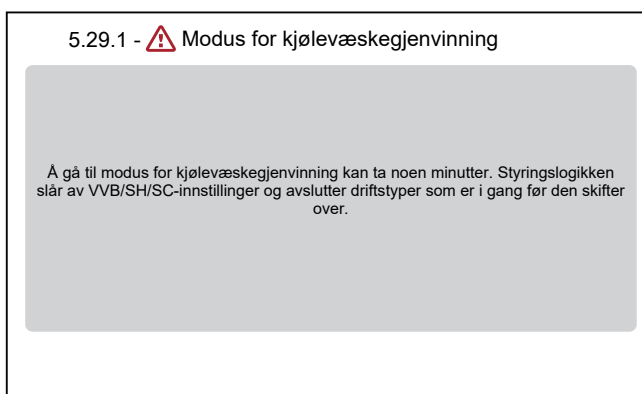 5.29.1 - Modus for kjølevæskegjenvinning
Å gå til modus for kjølevæskegjenvinning kan ta noen minutter. Styringslogikken
slår av VVB/SH/SC-innstillinger og avslutter driftstyper som er i gang før den skifter
over.